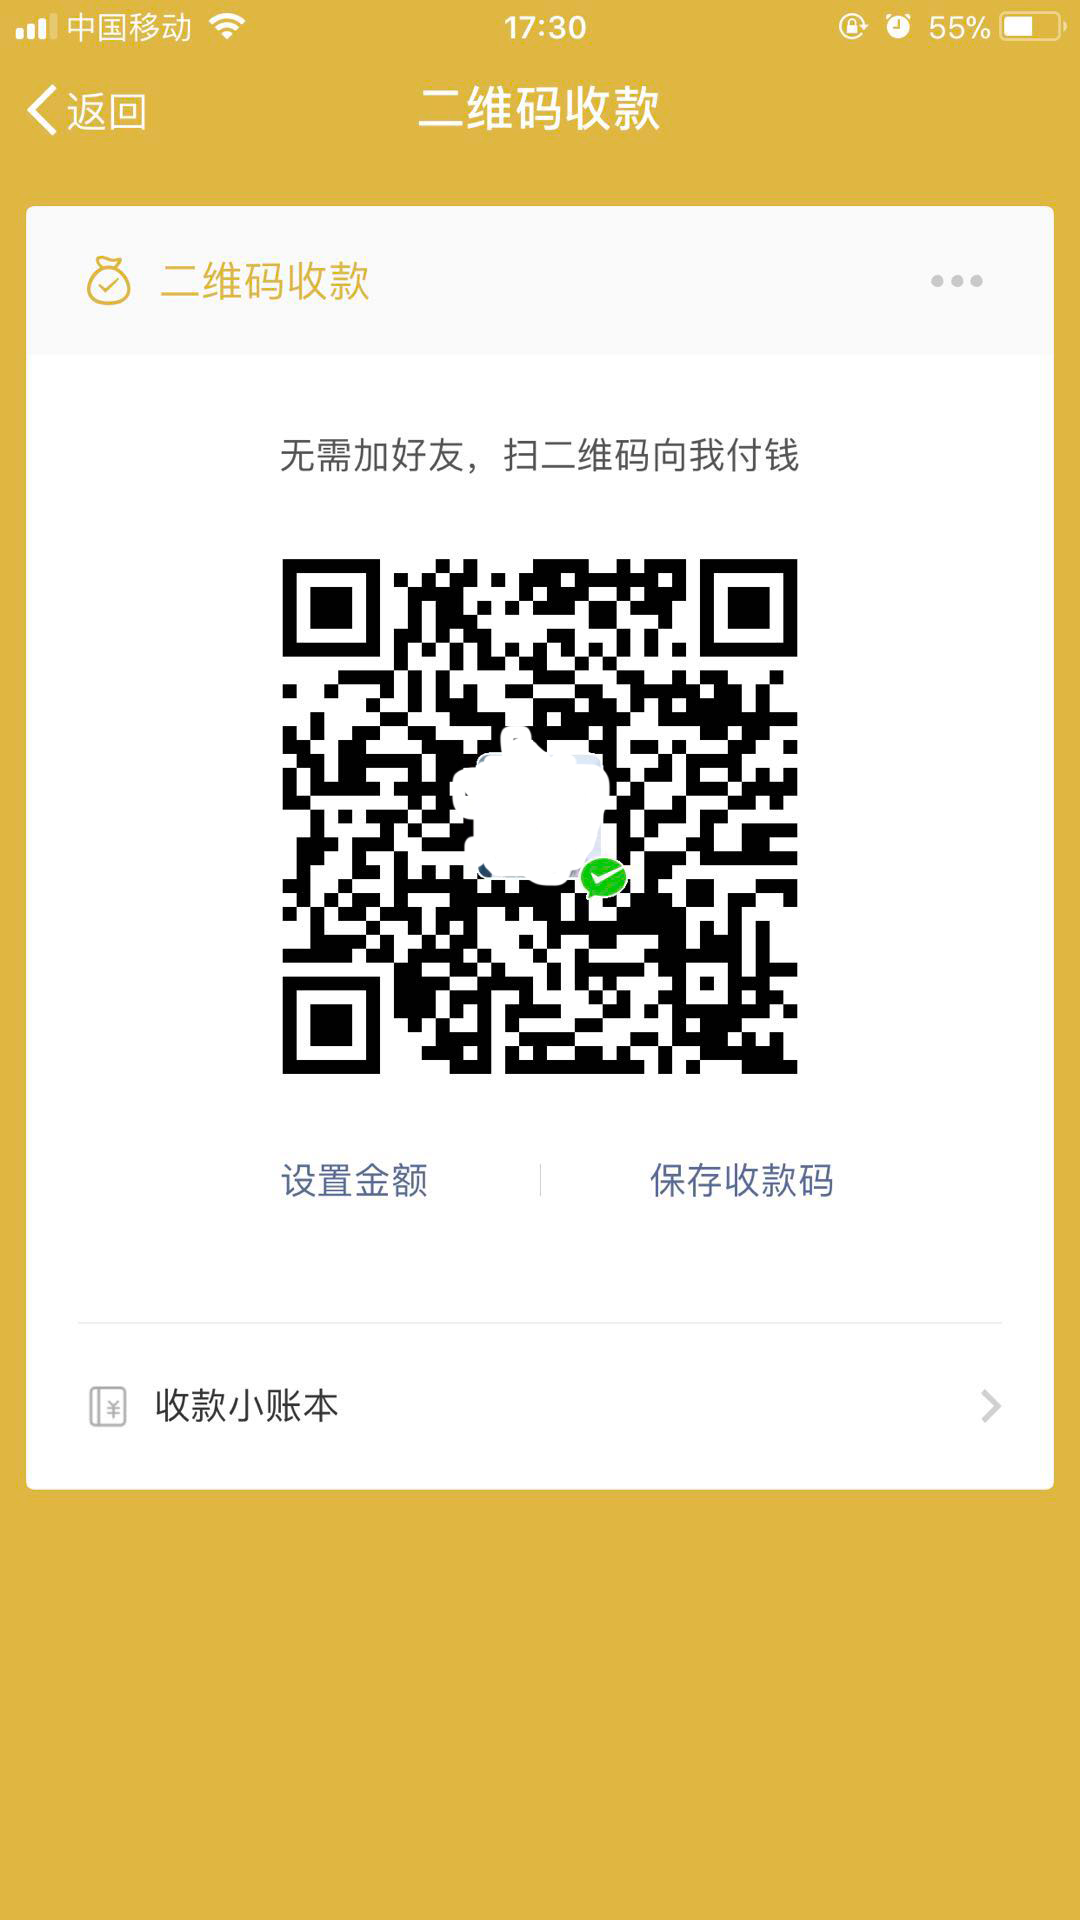 中国移动 17:30 55%
返回 二维码收款
二维码收款
无需加好友，扫二维码向我付钱
设置金额 保存收款码
收款小账本